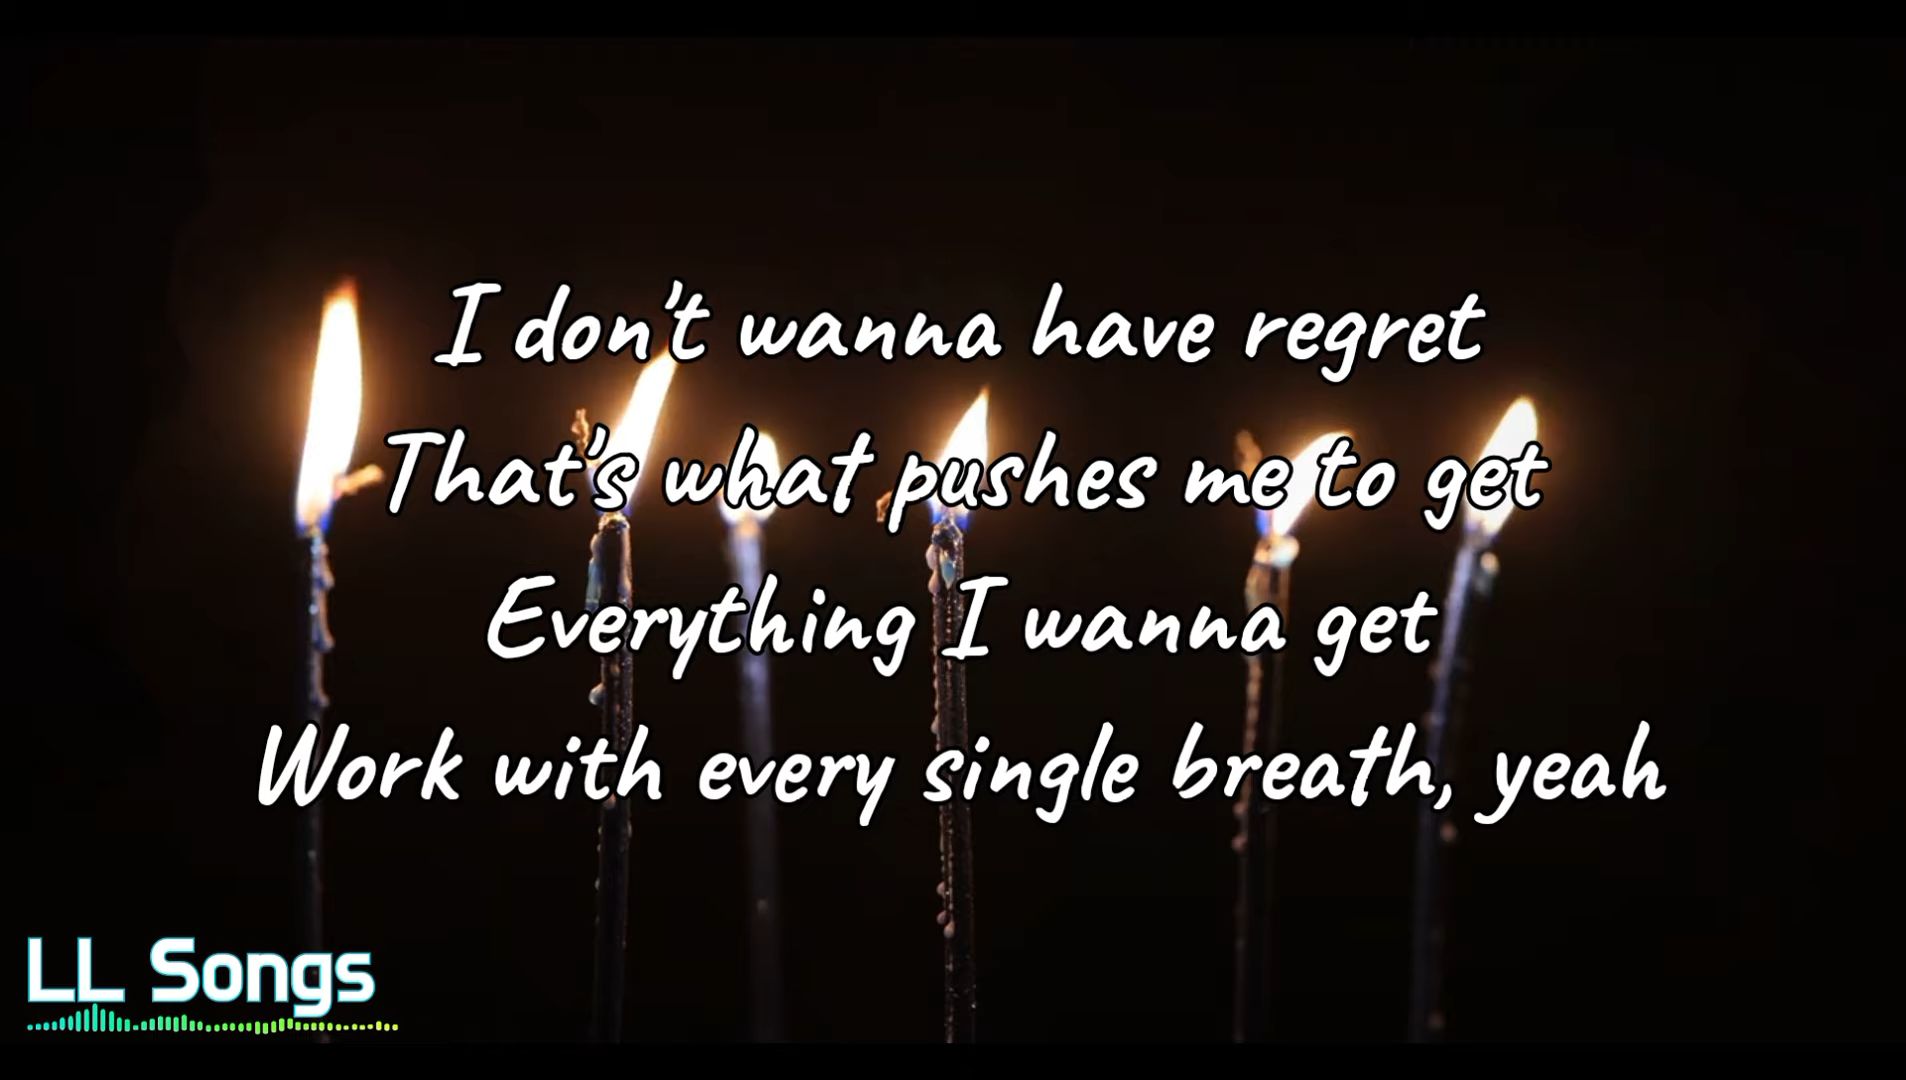 I don't wanna have regret
That's what pushes me to get
Everything I wanna get
Work with every single breath, yeah
LL Songs